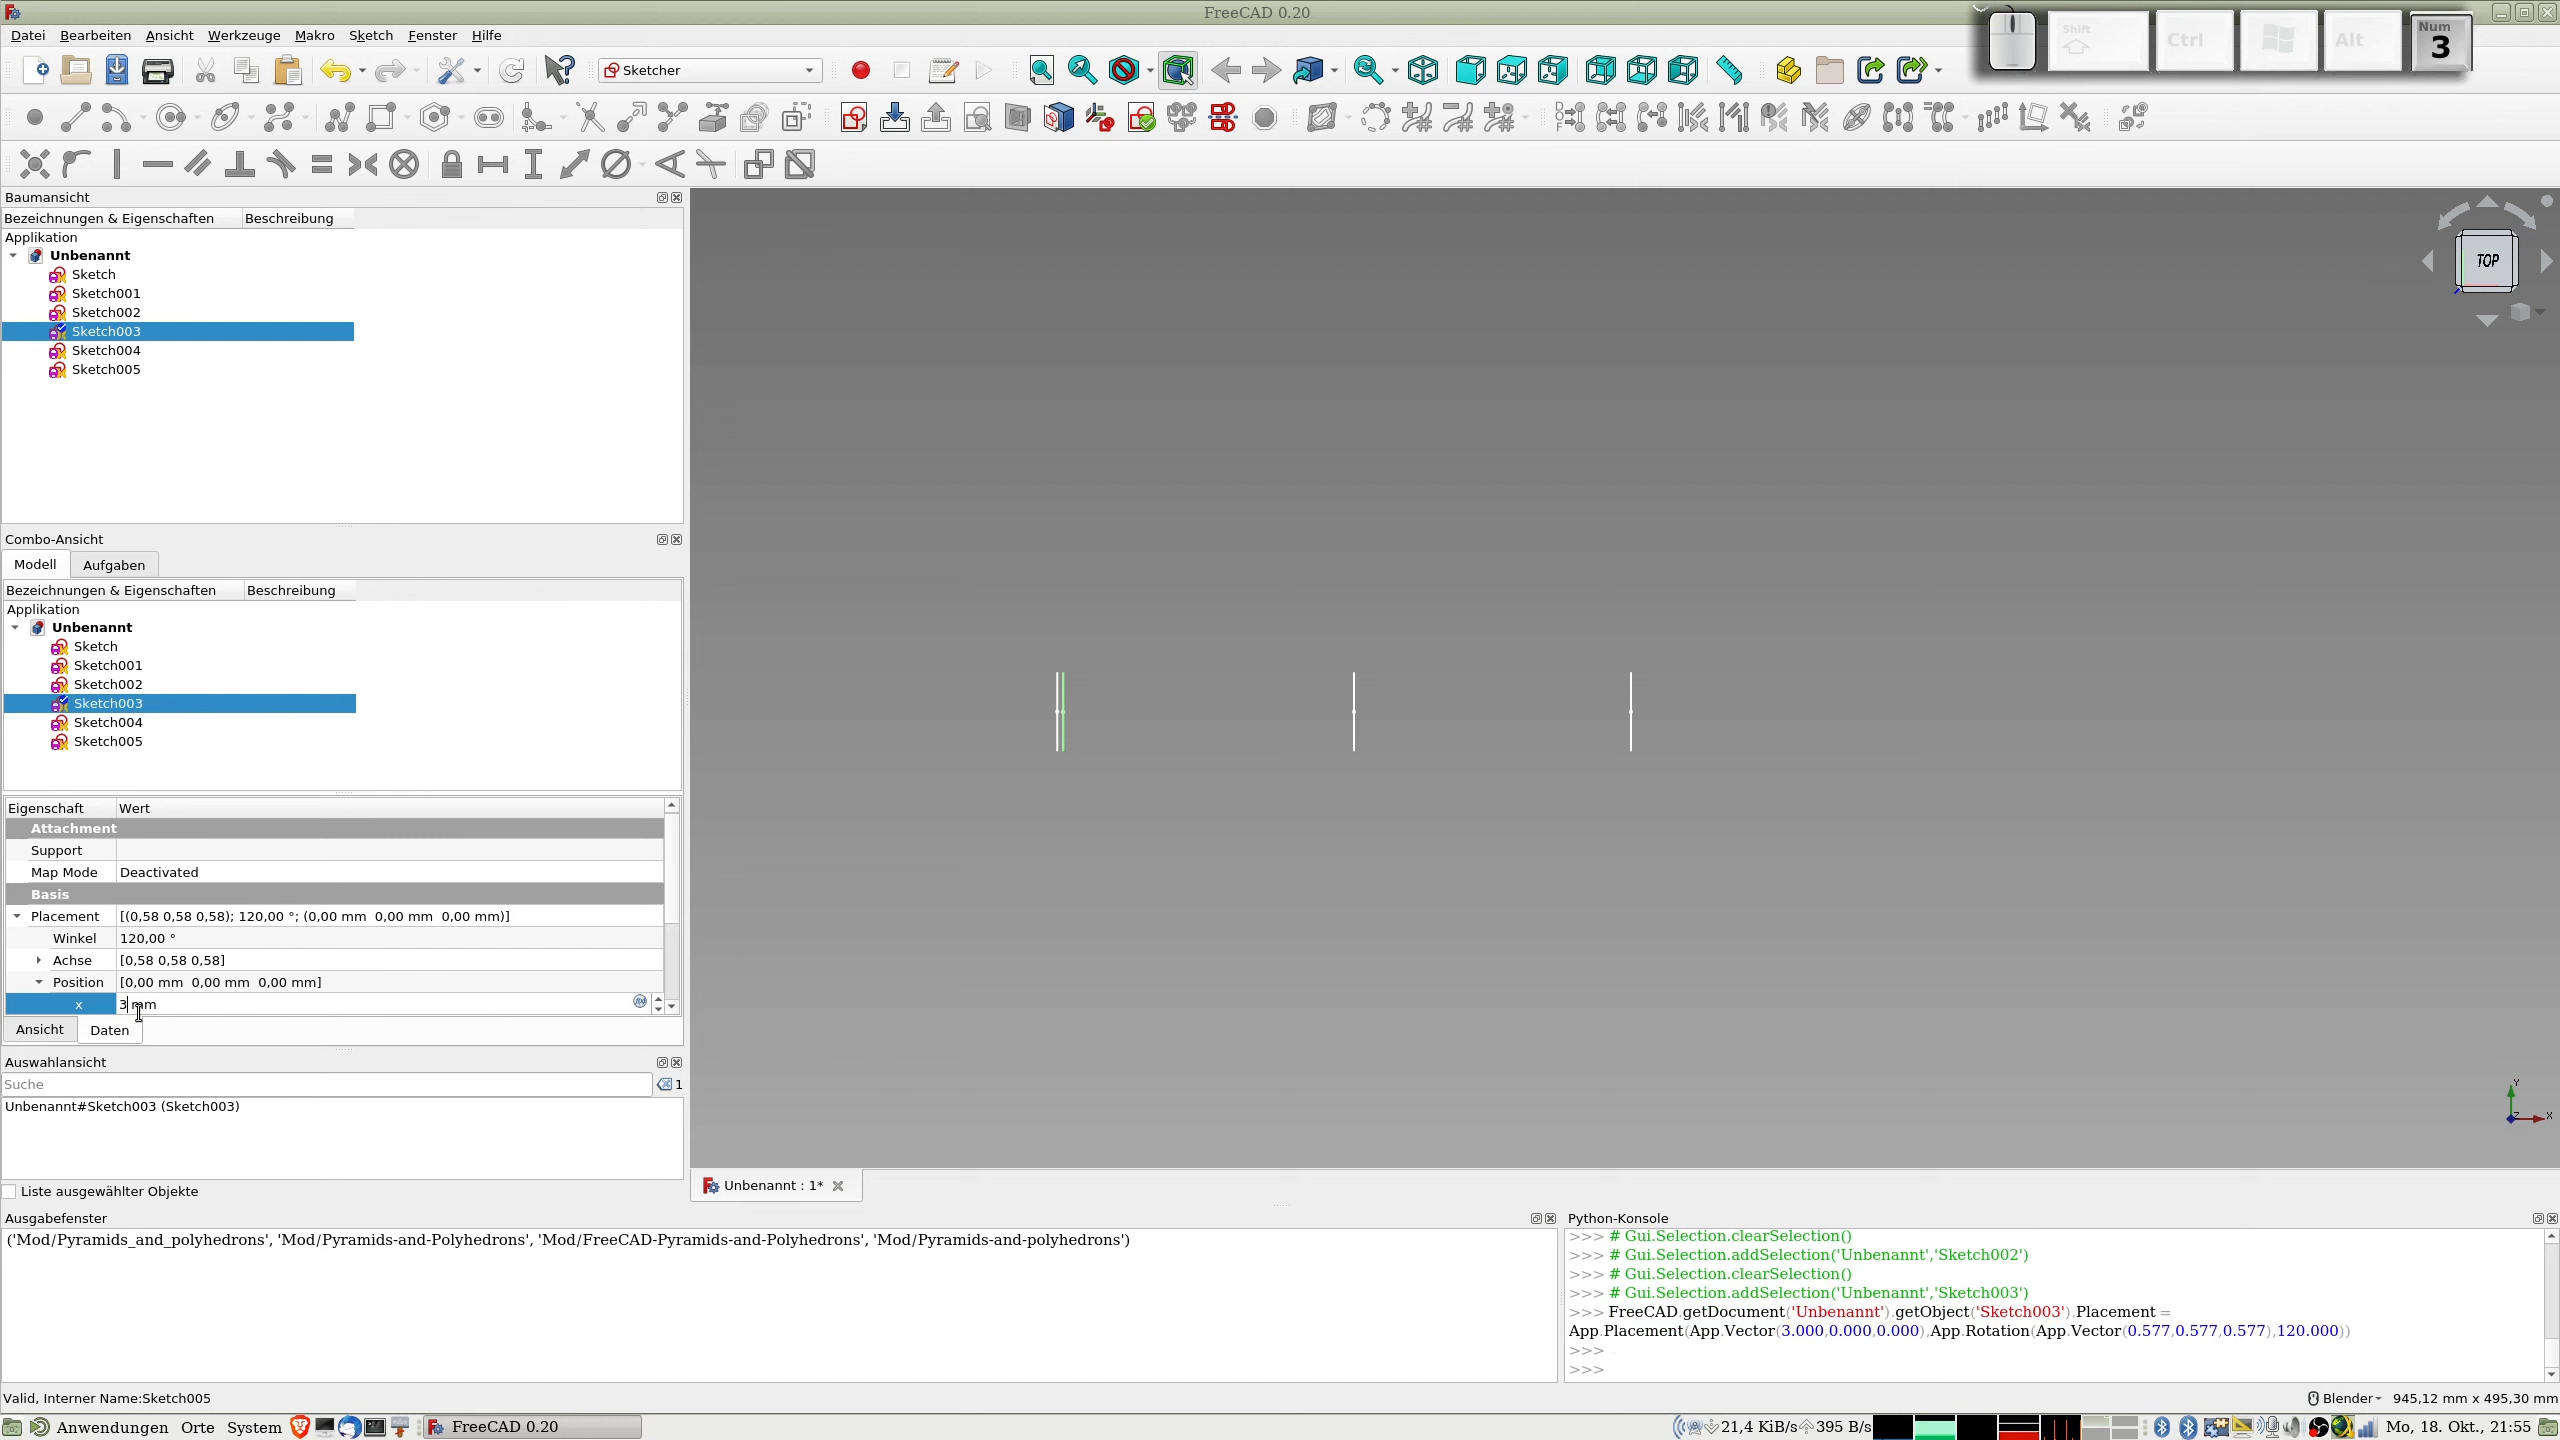 FreeCAD 0.20
Datei Bearbeiten Ansicht Werkzeuge Makro Sketch Fenster Hilfe
Shift Ctrl Alt Num 3
Sketcher
Baumansicht
Bezeichnungen & Eigenschaften Beschreibung
Applikation
Unbenannt
Sketch
Sketch001
Sketch002
Sketch003
Sketch004
Sketch005
TOP
Combo-Ansicht
Modell Aufgaben
Bezeichnungen & Eigenschaften Beschreibung
Applikation
Unbenannt
Sketch
Sketch001
Sketch002
Sketch003
Sketch004
Sketch005
Eigenschaft Wert
Attachment
Support
Map Mode Deactivated
Basis
Placement [(0,58 0,58 0,58); 120,00 °; (0,00 mm 0,00 mm 0,00 mm)]
Winkel 120,00 °
Achse [0,58 0,58 0,58]
Position [0,00 mm 0,00 mm 0,00 mm]
x 3 mm
Ansicht Daten
Auswahlansicht
Suche 1
Unbenannt#Sketch003 (Sketch003)
Liste ausgewählter Objekte
Y
Z X
Unbenannt : 1*
Ausgabefenster
('Mod/Pyramids_and_polyhedrons', 'Mod/Pyramids-and-Polyhedrons', 'Mod/FreeCAD-Pyramids-and-Polyhedrons', 'Mod/Pyramids-and-polyhedrons')
Python-Konsole
>>> # Gui.Selection.clearSelection()
>>> # Gui.Selection.addSelection('Unbenannt','Sketch002')
>>> # Gui.Selection.clearSelection()
>>> # Gui.Selection.addSelection('Unbenannt','Sketch003')
>>> FreeCAD.getDocument('Unbenannt').getObject('Sketch003').Placement =
App.Placement(App.Vector(3.000,0.000,0.000),App.Rotation(App.Vector(0.577,0.577,0.577),120.000))
>>>
>>>
Valid, Interner Name:Sketch005
Blender 945,12 mm x 495,30 mm
Anwendungen Orte System FreeCAD 0.20 21,4 KiB/s 395 B/s Mo, 18. Okt., 21:55